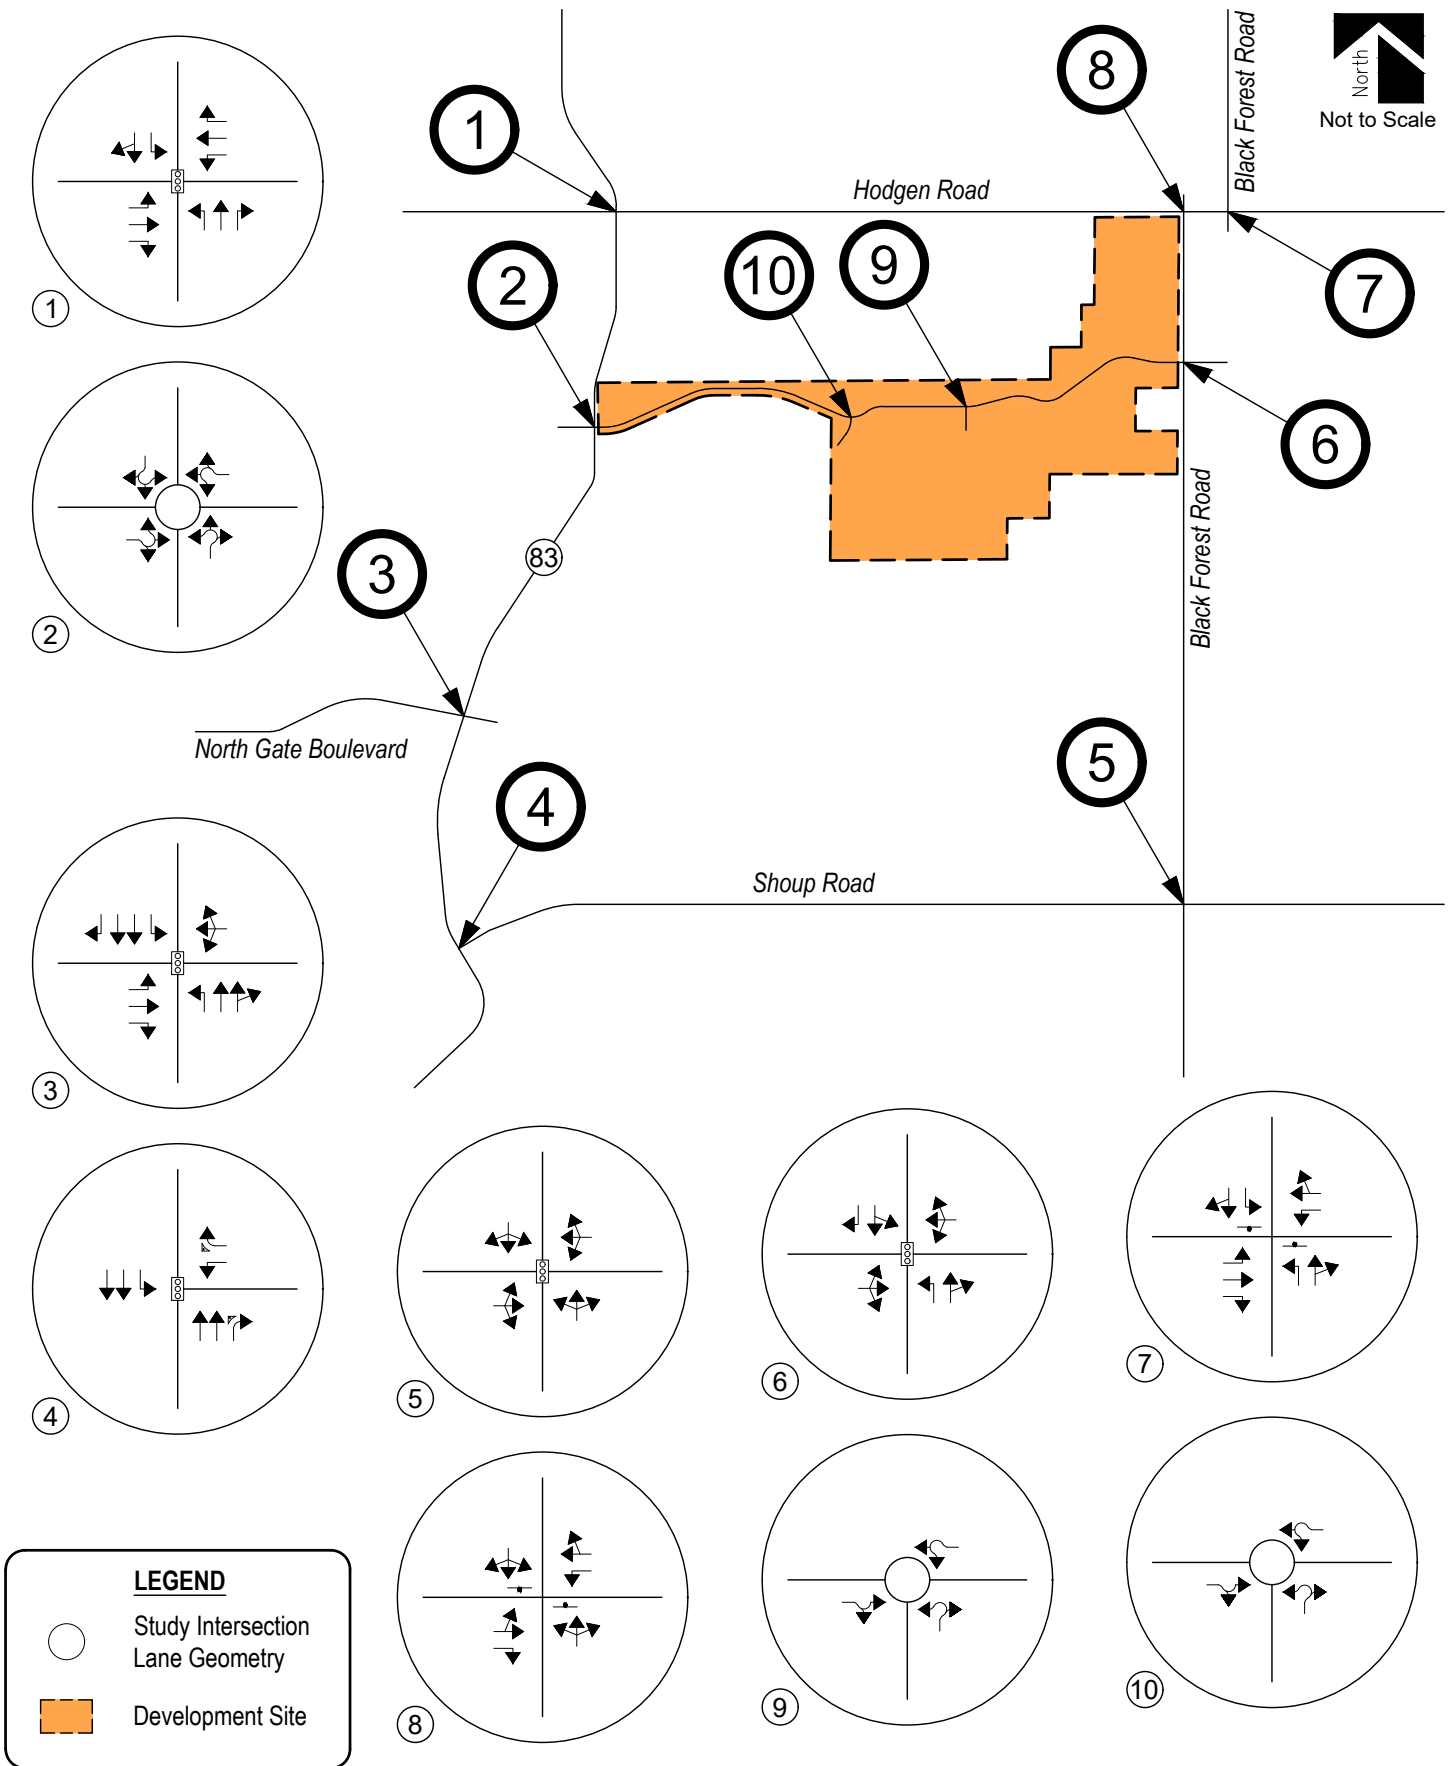 Black Forest Road
North
Not to Scale
8
1
Hodgen Road
1
2
10
9
7
6
2
3
83
Black Forest Road
North Gate Boulevard
5
4
Shoup Road
3
4
5
6
7
8
9
10
LEGEND
Study Intersection
Lane Geometry
Development Site